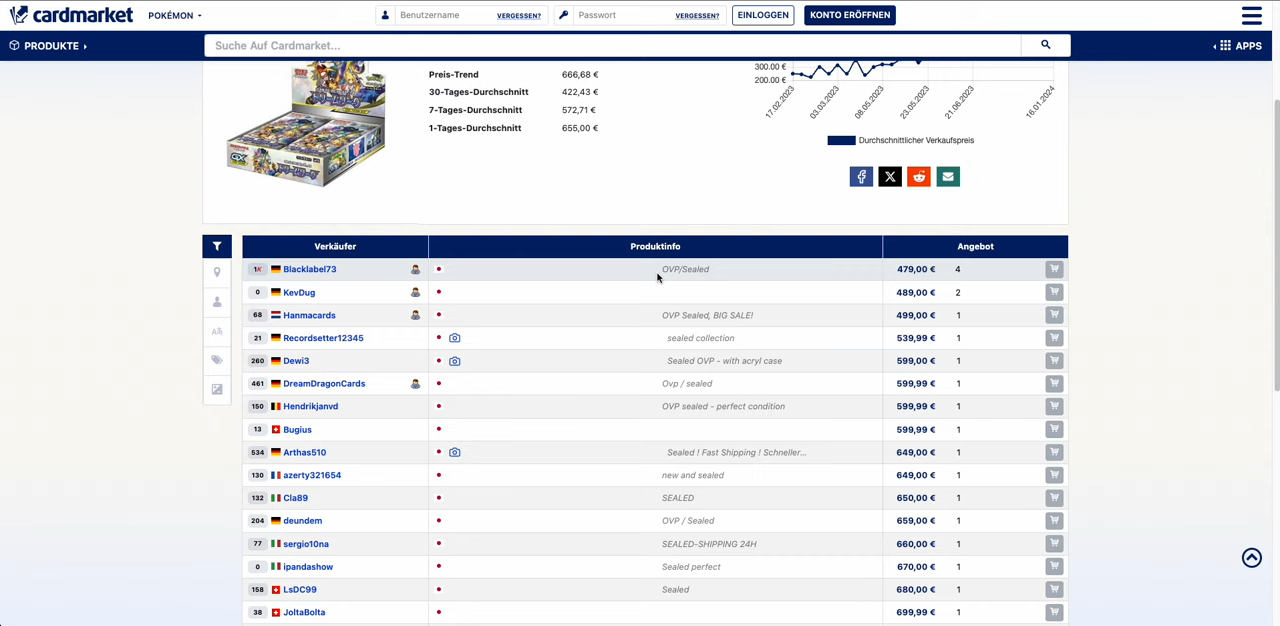 cardmarket
POKÉMON
Benutzername
VERGESSEN?
Passwort
VERGESSEN?
EINLOGGEN
KONTO ERÖFFNEN
PRODUKTE
Suche Auf Cardmarket...
APPS
Preis-Trend 666,68 €
30-Tages-Durchschnitt 422,43 €
7-Tages-Durchschnitt 572,71 €
1-Tages-Durchschnitt 655,00 €
300.00 €
200.00 €
17.02.2023
03.03.2023
08.05.2023
23.05.2023
21.06.2023
16.01.2024
Durchschnittlicher Verkaufspreis
Verkäufer Produktinfo Angebot
1K Blacklabel73 OVP/Sealed 479,00 € 4
0 KevDug 489,00 € 2
68 Hanmacards OVP Sealed, BIG SALE! 499,00 € 1
21 Recordsetter12345 sealed collection 539,99 € 1
260 Dewi3 Sealed OVP - with acryl case 599,00 € 1
461 DreamDragonCards Ovp / sealed 599,99 € 1
150 Hendrikjanvd OVP sealed - perfect condition 599,99 € 1
13 Bugius 599,99 € 1
534 Arthas510 Sealed ! Fast Shipping ! Schneller... 649,00 € 1
130 azerty321654 new and sealed 649,00 € 1
132 Cla89 SEALED 650,00 € 1
204 deundem OVP / Sealed 659,00 € 1
77 sergio10na SEALED-SHIPPING 24H 660,00 € 1
0 ipandashow Sealed perfect 670,00 € 1
158 LsDC99 Sealed 680,00 € 1
38 JoltaBolta 699,99 € 1